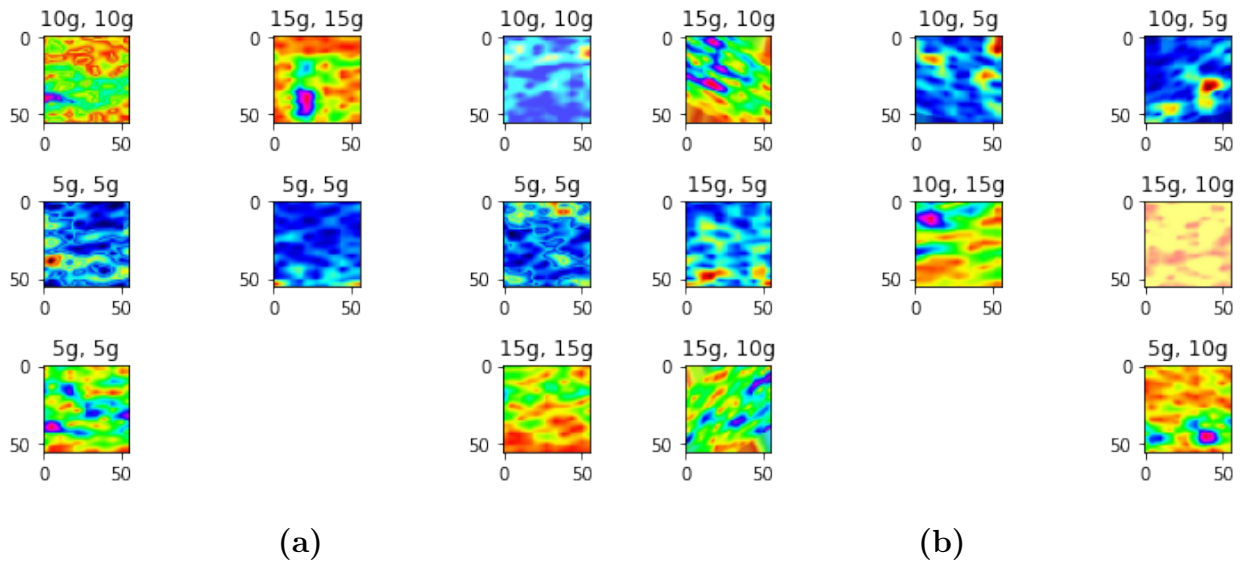 10g, 10g 15g, 15g 10g, 10g 15g, 10g 10g, 5g 10g, 5g
0 0 0 0 0 0
50 50 50 50 50 50
0 50 0 50 0 50 0 50 0 50 0 50
5g, 5g 5g, 5g 5g, 5g 15g, 5g 10g, 15g 15g, 10g
0 0 0 0 0 0
50 50 50 50 50 50
0 50 0 50 0 50 0 50 0 50 0 50
5g, 5g 15g, 15g 15g, 10g 5g, 10g
0 0 0 0
50 50 50 50
0 50 0 50 0 50 0 50
(a) (b)